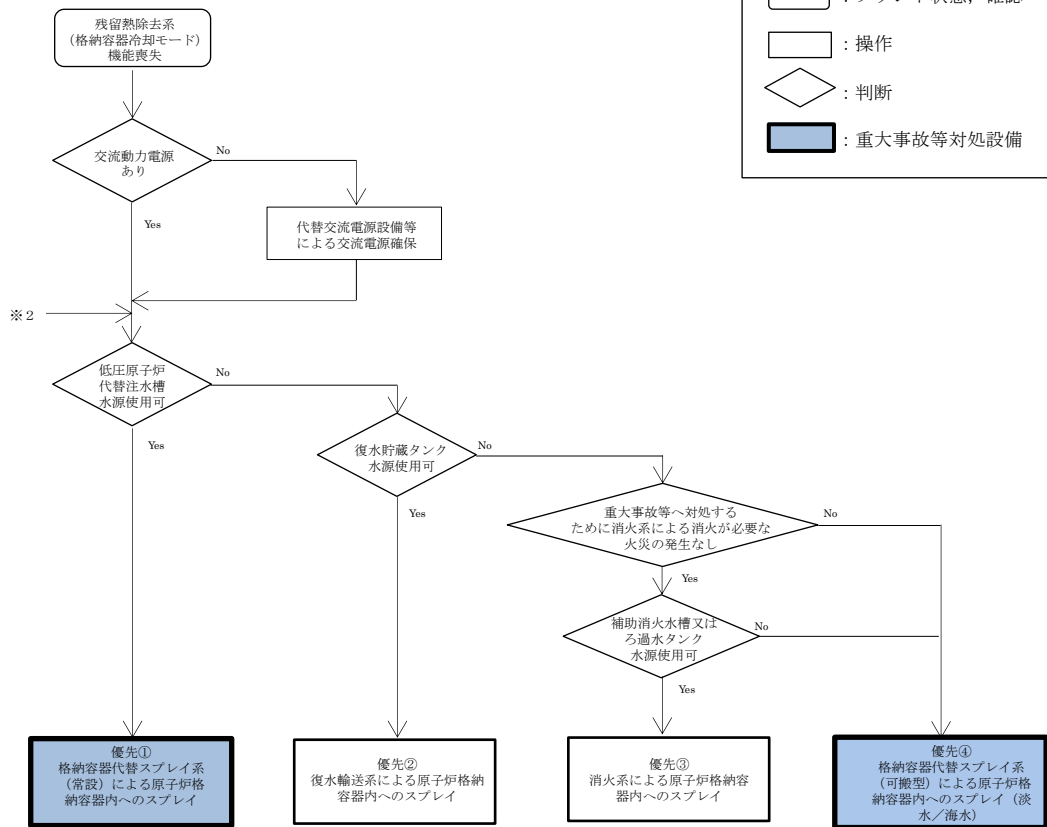 残留熱除去系
（格納容器冷却モード）
機能喪失
：操作
：判断
：重大事故等対処設備
交流動力電源
あり
No
Yes
代替交流電源設備等
による交流電源確保
※２
低圧原子炉
代替注水槽
水源使用可
No
Yes
復水貯蔵タンク
水源使用可
No
Yes
重大事故等へ対処する
ために消火系による消火が必要な
火災の発生なし
No
Yes
補助消火水槽又は
ろ過水タンク
水源使用可
No
Yes
優先①
格納容器代替スプレイ系
（常設）による原子炉格
納容器内へのスプレイ
優先②
復水輸送系による原子炉格納
容器内へのスプレイ
優先③
消火系による原子炉格納容
器内へのスプレイ
優先④
格納容器代替スプレイ系
（可搬型）による原子炉格
納容器内へのスプレイ（淡
水／海水）